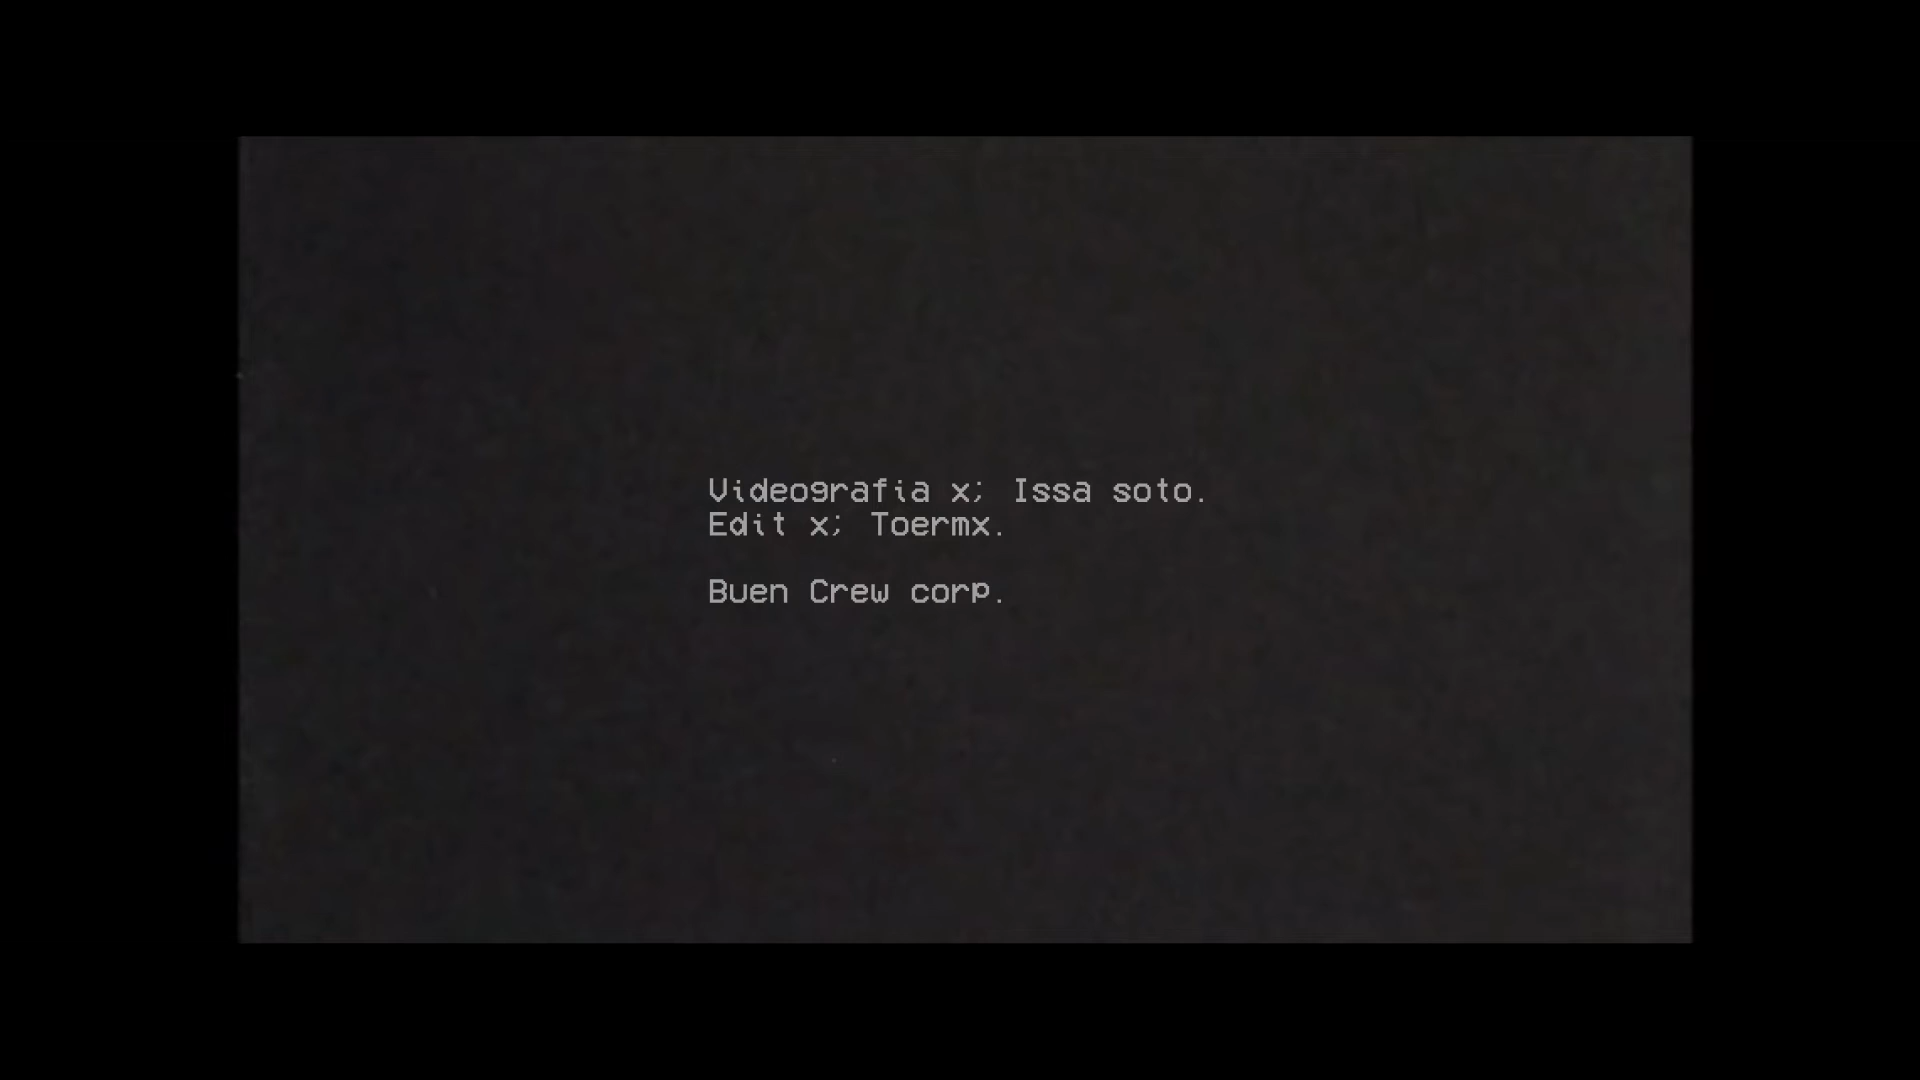 Videografia x; Issa soto.
Edit x; Toermx.
Buen Crew corp.